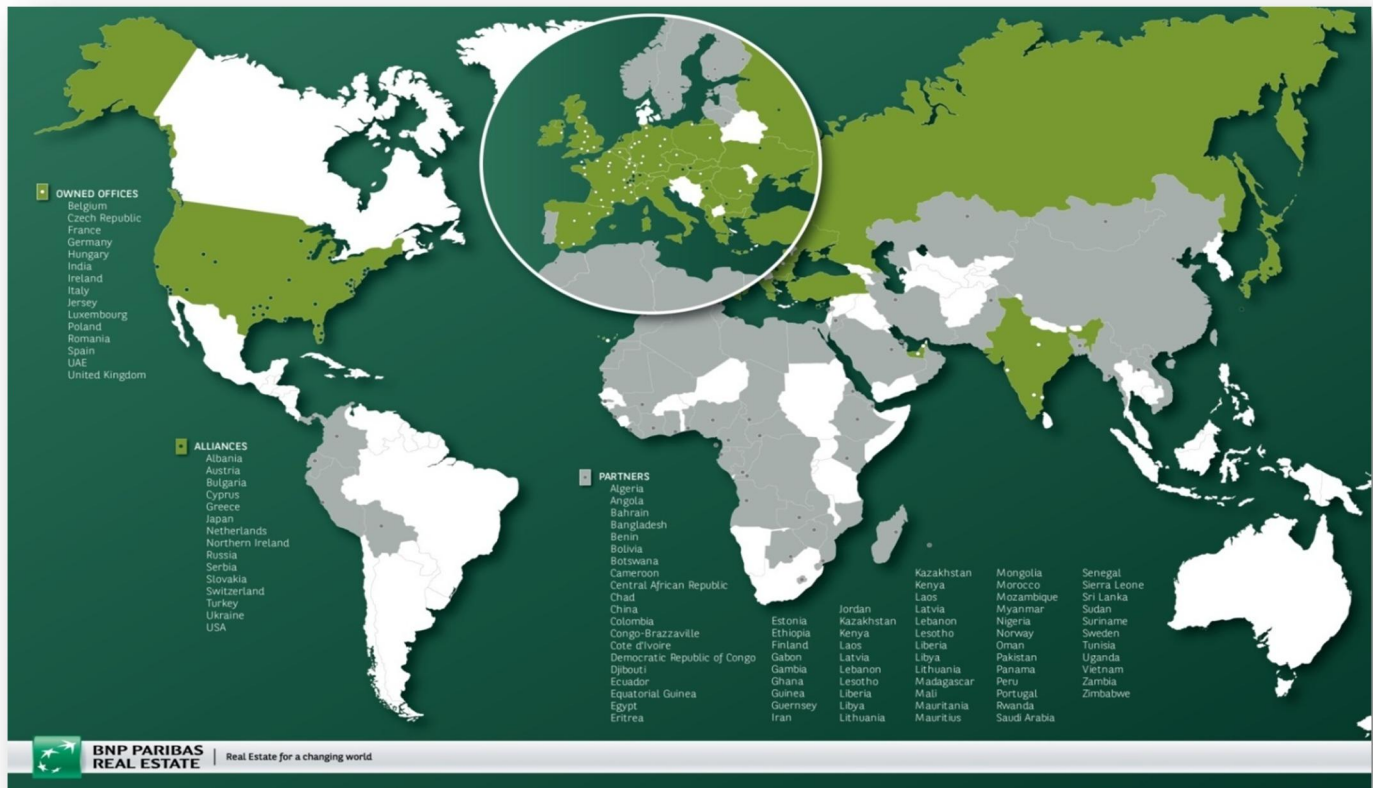 OWNED OFFICES
Belgium
Czech Republic
France
Germany
Hungary
India
Ireland
Italy
Jersey
Luxembourg
Poland
Romania
Spain
UAE
United Kingdom
ALLIANCES
Albania
Austria
Bulgaria
Cyprus
Greece
Japan
Netherlands
Northern Ireland
Russia
Serbia
Slovakia
Switzerland
Turkey
Ukraine
USA
PARTNERS
Algeria
Angola
Bahrain
Bangladesh
Benin
Bolivia
Botswana
Cameroon
Central African Republic
Chad
China
Colombia
Congo-Brazzaville
Cote d'Ivoire
Democratic Republic of Congo
Djibouti
Ecuador
Equatorial Guinea
Egypt
Eritrea
Estonia
Ethiopia
Finland
Gabon
Gambia
Ghana
Guinea
Guernsey
Iran
Jordan
Kazakhstan
Kenya
Laos
Latvia
Lebanon
Lesotho
Liberia
Libya
Lithuania
Kazakhstan
Kenya
Laos
Latvia
Lebanon
Lesotho
Liberia
Libya
Lithuania
Madagascar
Mali
Mauritania
Mauritius
Mongolia
Morocco
Mozambique
Myanmar
Nigeria
Norway
Oman
Pakistan
Panama
Peru
Portugal
Rwanda
Saudi Arabia
Senegal
Sierra Leone
Sri Lanka
Sudan
Suriname
Sweden
Tunisia
Uganda
Vietnam
Zambia
Zimbabwe
BNP PARIBAS
REAL ESTATE
Real Estate for a changing world